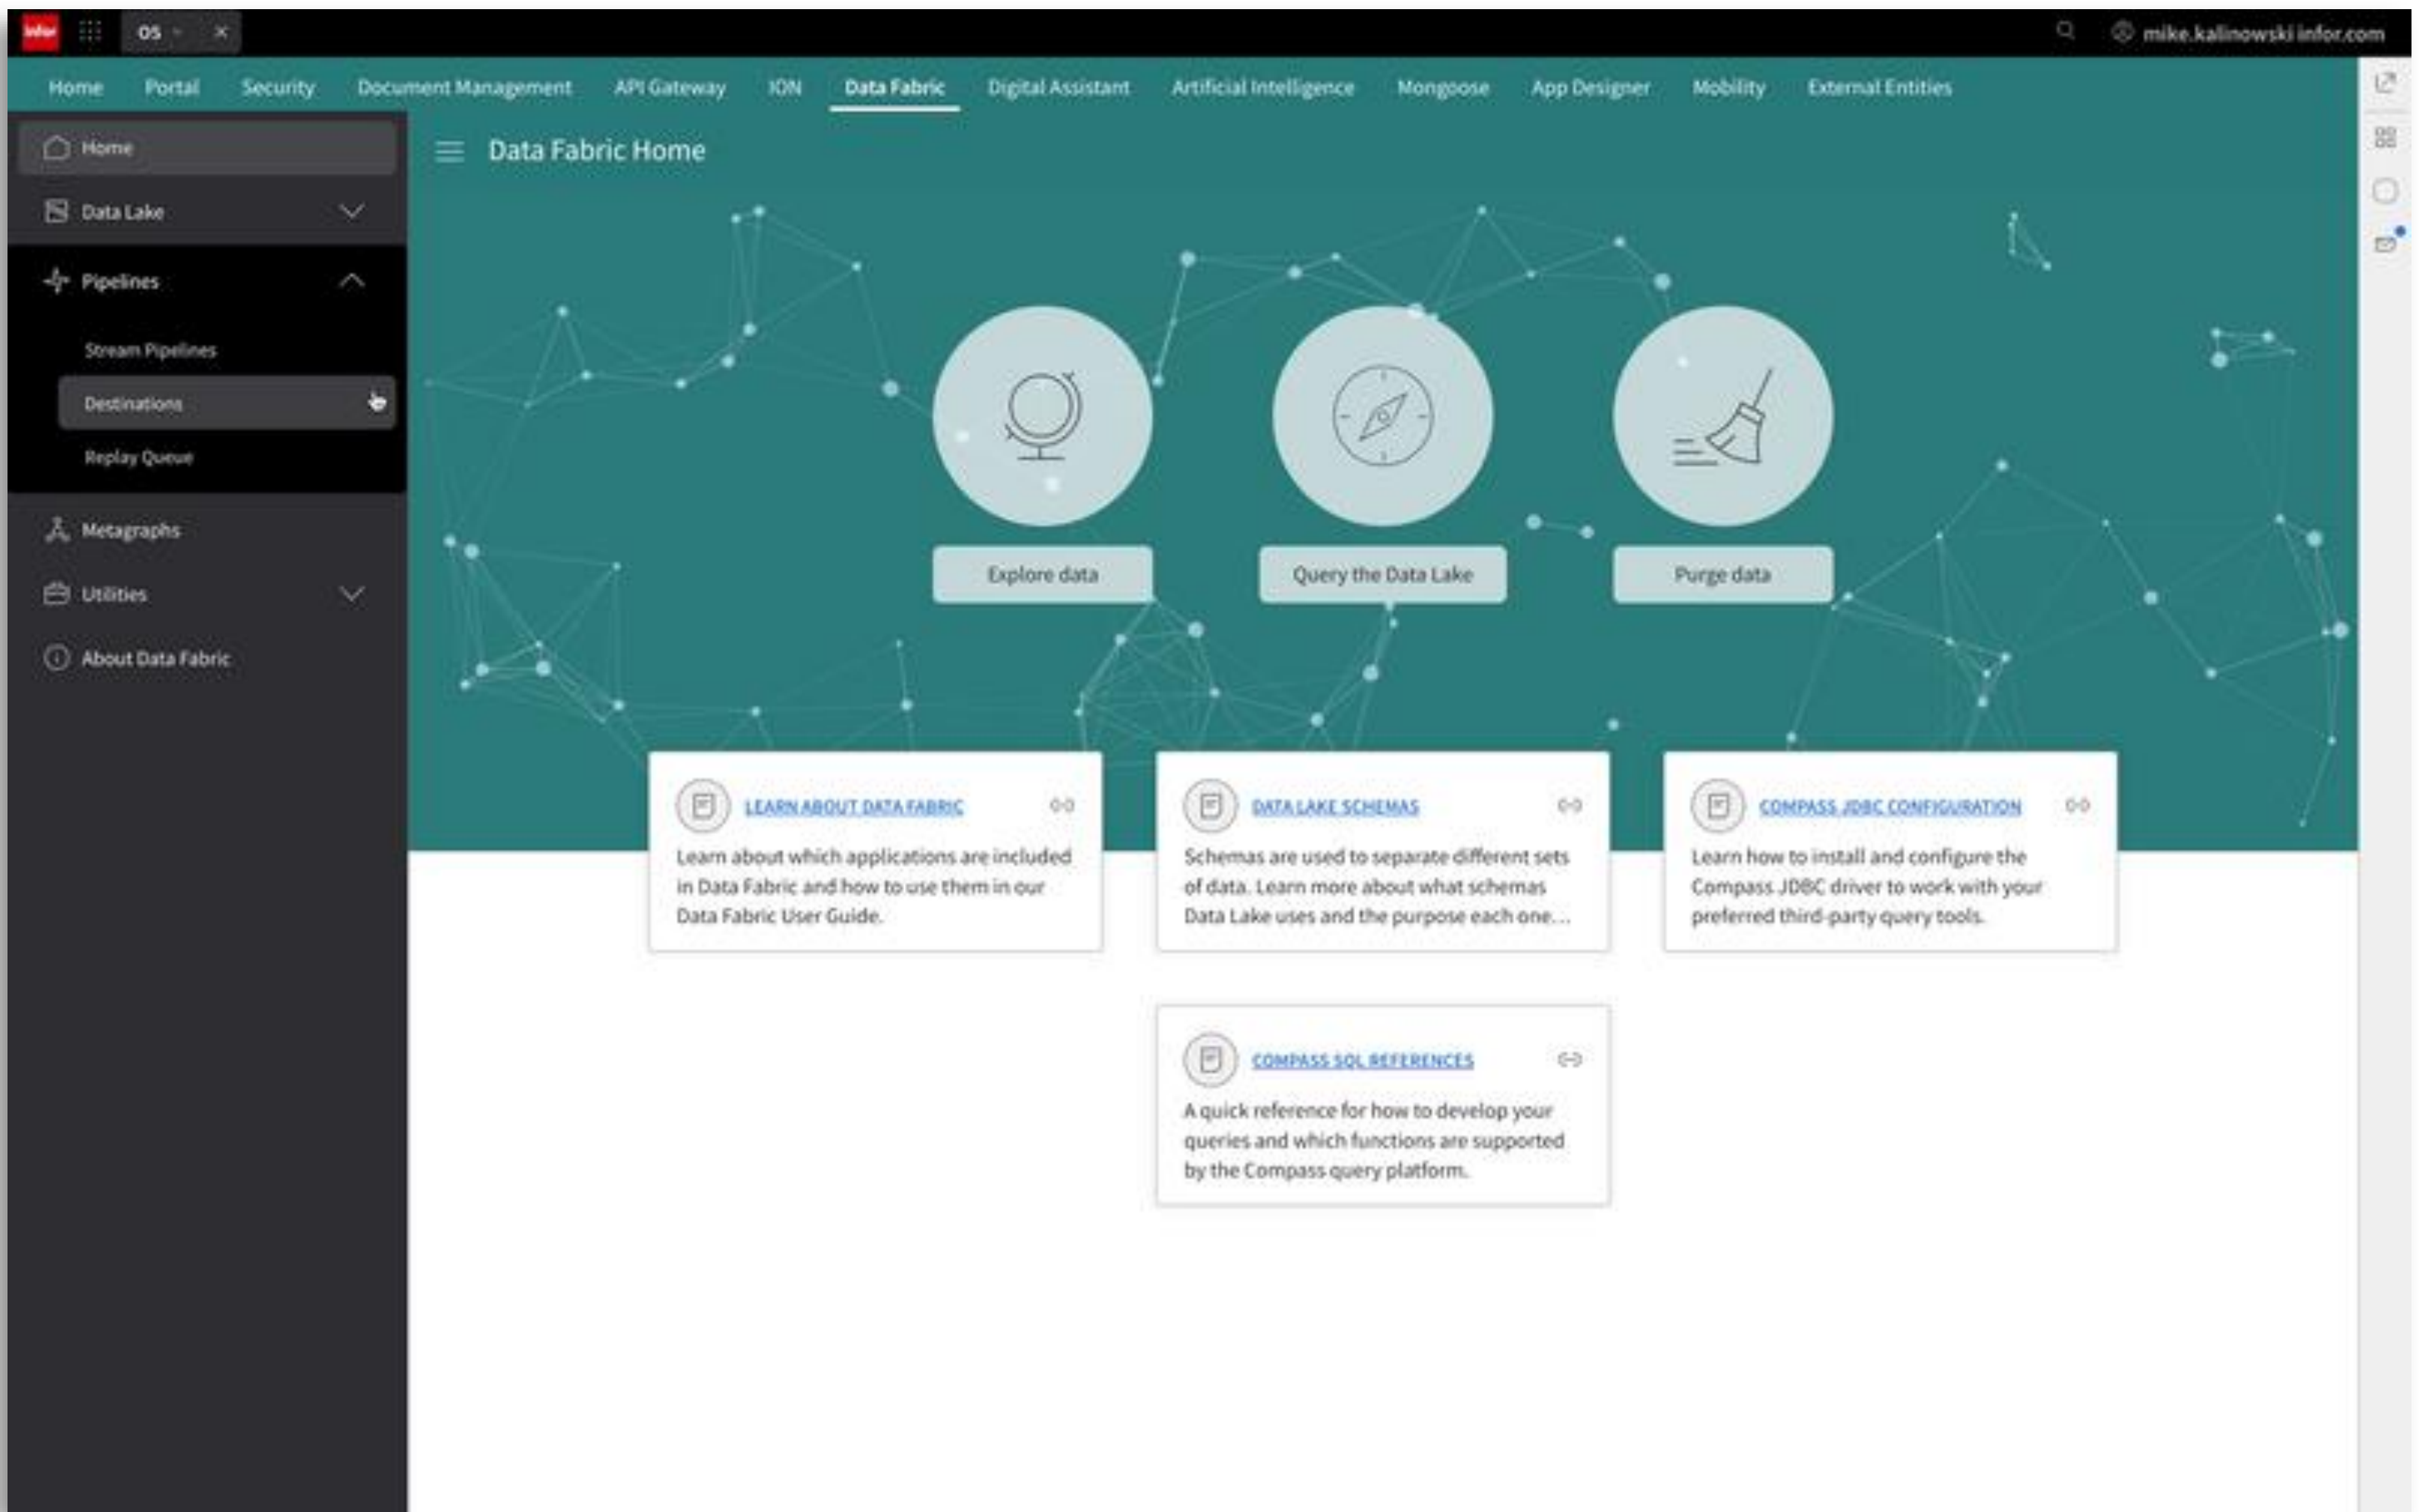 infor
OS
mike.kalinowski infor.com
Home Portal Security Document Management API Gateway ION Data Fabric Digital Assistant Artificial Intelligence Mongoose App Designer Mobility External Entities
Home
Data Lake
Pipelines
Stream Pipelines
Destinations
Replay Queue
Metagraphs
Utilities
About Data Fabric
Data Fabric Home
Explore data
Query the Data Lake
Purge data
LEARN ABOUT DATA FABRIC
Learn about which applications are included
in Data Fabric and how to use them in our
Data Fabric User Guide.
DATA LAKE SCHEMAS
Schemas are used to separate different sets
of data. Learn more about what schemas
Data Lake uses and the purpose each one...
COMPASS JDBC CONFIGURATION
Learn how to install and configure the
Compass JDBC driver to work with your
preferred third-party query tools.
COMPASS SQL REFERENCES
A quick reference for how to develop your
queries and which functions are supported
by the Compass query platform.